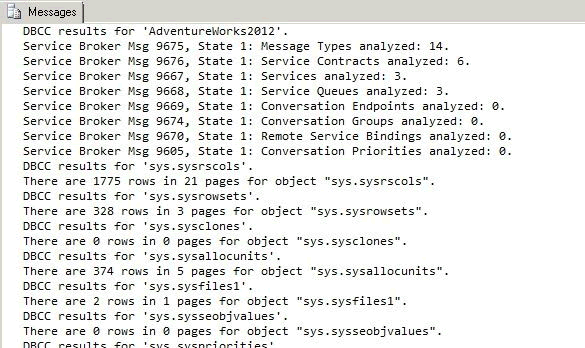 Messages
DBCC results for 'AdventureWorks2012'.
Service Broker Msg 9675, State 1: Message Types analyzed: 14.
Service Broker Msg 9676, State 1: Service Contracts analyzed: 6.
Service Broker Msg 9667, State 1: Services analyzed: 3.
Service Broker Msg 9668, State 1: Service Queues analyzed: 3.
Service Broker Msg 9669, State 1: Conversation Endpoints analyzed: 0.
Service Broker Msg 9674, State 1: Conversation Groups analyzed: 0.
Service Broker Msg 9670, State 1: Remote Service Bindings analyzed: 0.
Service Broker Msg 9605, State 1: Conversation Priorities analyzed: 0.
DBCC results for 'sys.sysrscols'.
There are 1775 rows in 21 pages for object "sys.sysrscols".
DBCC results for 'sys.sysrowsets'.
There are 328 rows in 3 pages for object "sys.sysrowsets".
DBCC results for 'sys.sysclones'.
There are 0 rows in 0 pages for object "sys.sysclones".
DBCC results for 'sys.sysallocunits'.
There are 374 rows in 5 pages for object "sys.sysallocunits".
DBCC results for 'sys.sysfiles1'.
There are 2 rows in 1 pages for object "sys.sysfiles1".
DBCC results for 'sys.sysseobjvalues'.
There are 0 rows in 0 pages for object "sys.sysseobjvalues".
DBCC results for 'sys.syspriorities'